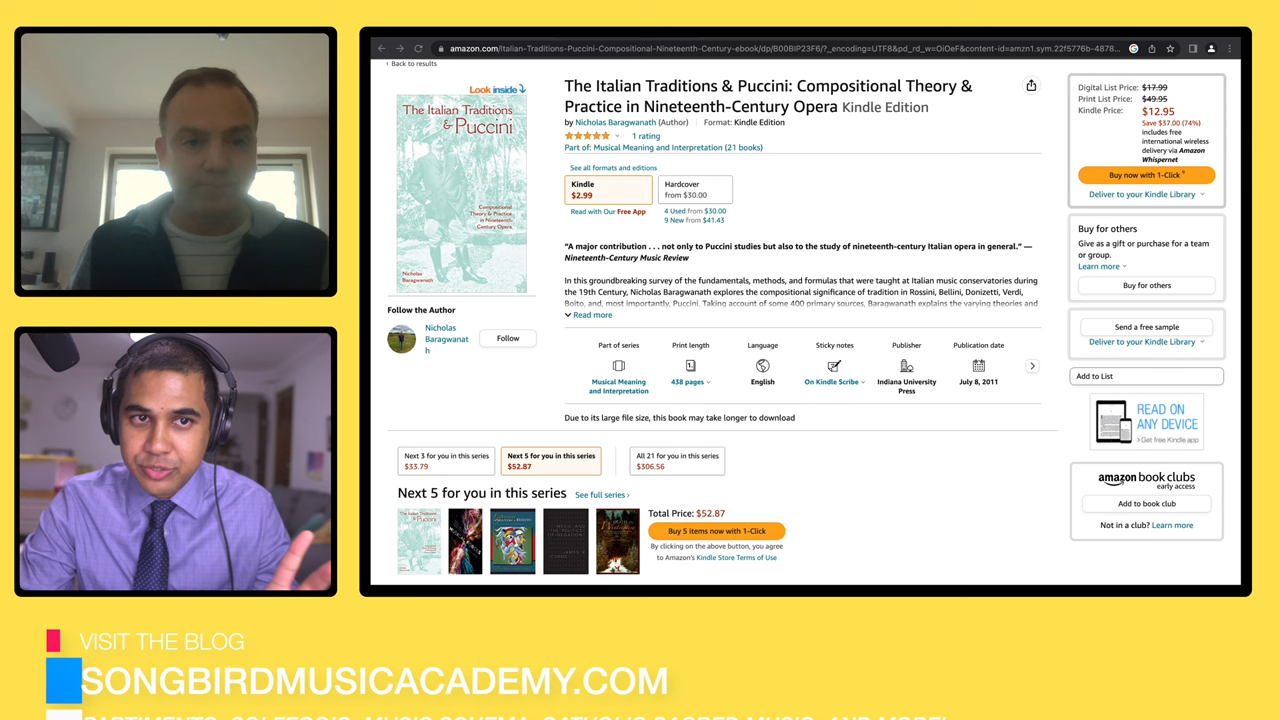 amazon.com/Italian-Traditions-Puccini-Compositional-Nineteenth-Century-ebook/dp/B00BIP23F6/?_encoding=UTF8&pd_rd_w=OiOeF&content-id=amzn1.sym.22f5776b-4878...
‹ Back to results
Look inside
The Italian Traditions
& Puccini
Compositional
Theory & Practice
in Nineteenth-
Century Opera
Nicholas
Baragwanath
Follow the Author
Nicholas
Baragwanat
h
Follow
The Italian Traditions & Puccini: Compositional Theory &
Practice in Nineteenth-Century Opera Kindle Edition
by Nicholas Baragwanath (Author) | Format: Kindle Edition
1 rating
Part of: Musical Meaning and Interpretation (21 books)
See all formats and editions
Kindle
$2.99
Read with Our Free App
Hardcover
from $30.00
4 Used from $30.00
9 New from $41.43
"A major contribution . . . not only to Puccini studies but also to the study of nineteenth-century Italian opera in general." —
Nineteenth-Century Music Review
In this groundbreaking survey of the fundamentals, methods, and formulas that were taught at Italian music conservatories during
the 19th Century, Nicholas Baragwanath explores the compositional significance of tradition in Rossini, Bellini, Donizetti, Verdi,
Boito, and, most importantly, Puccini. Taking account of some 400 primary sources, Baragwanath explains the varying theories and
Read more
Part of series
Musical Meaning
and Interpretation
Print length
438 pages
Language
English
Sticky notes
On Kindle Scribe
Publisher
Indiana University
Press
Publication date
July 8, 2011
Due to its large file size, this book may take longer to download
Next 3 for you in this series
$33.79
Next 5 for you in this series
$52.87
All 21 for you in this series
$306.56
Next 5 for you in this series See full series ›
The Italian Traditions
& Puccini
Total Price: $52.87
Buy 5 items now with 1-Click
By clicking on the above button, you agree
to Amazon's Kindle Store Terms of Use
Digital List Price: $17.99
Print List Price: $49.95
Kindle Price: $12.95
Save $37.00 (74%)
includes free
international wireless
delivery via Amazon
Whispernet
Buy now with 1-Click ®
Deliver to your Kindle Library
Buy for others
Give as a gift or purchase for a team
or group.
Learn more
Buy for others
Send a free sample
Deliver to your Kindle Library
Add to List
READ ON
ANY DEVICE
› Get free Kindle app
amazon book clubs
early access
Add to book club
Not in a club? Learn more
VISIT THE BLOG
SONGBIRDMUSICACADEMY.COM
PARTIMENTO, SOLFEGGIO, MUSIC SCHEMA, CATHOLIC SACRED MUSIC, AND MORE!